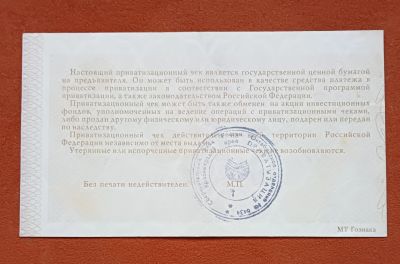 Настоящий приватизационный чек является государственной ценной бумагой
на предъявителя. Он может быть использован в качестве средства платежа в
процессе приватизации в соответствии с Государственной программой
приватизации, а также законодательством Российской Федерации.
Приватизационный чек может быть также обменен на акции инвестиционных
фондов, уполномоченных на ведение операций с приватизационными чеками,
либо продан другому физическому или юридическому лицу, подарен или передан
по наследству.
Приватизационный чек действителен на территории Российской
Федерации независимо от места выдачи.
Утерянные или испорченные приватизационные чеки не возобновляются.
Без печати недействителен.
М.П.
ПРИВАТИЗАЦИЯ
МТ Гознака